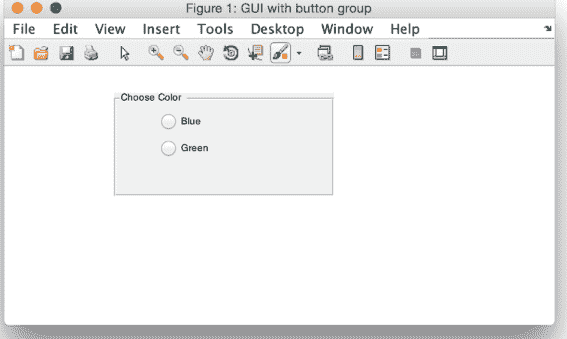 Figure 1: GUI with button group
File Edit View Insert Tools Desktop Window Help
Choose Color
Blue
Green